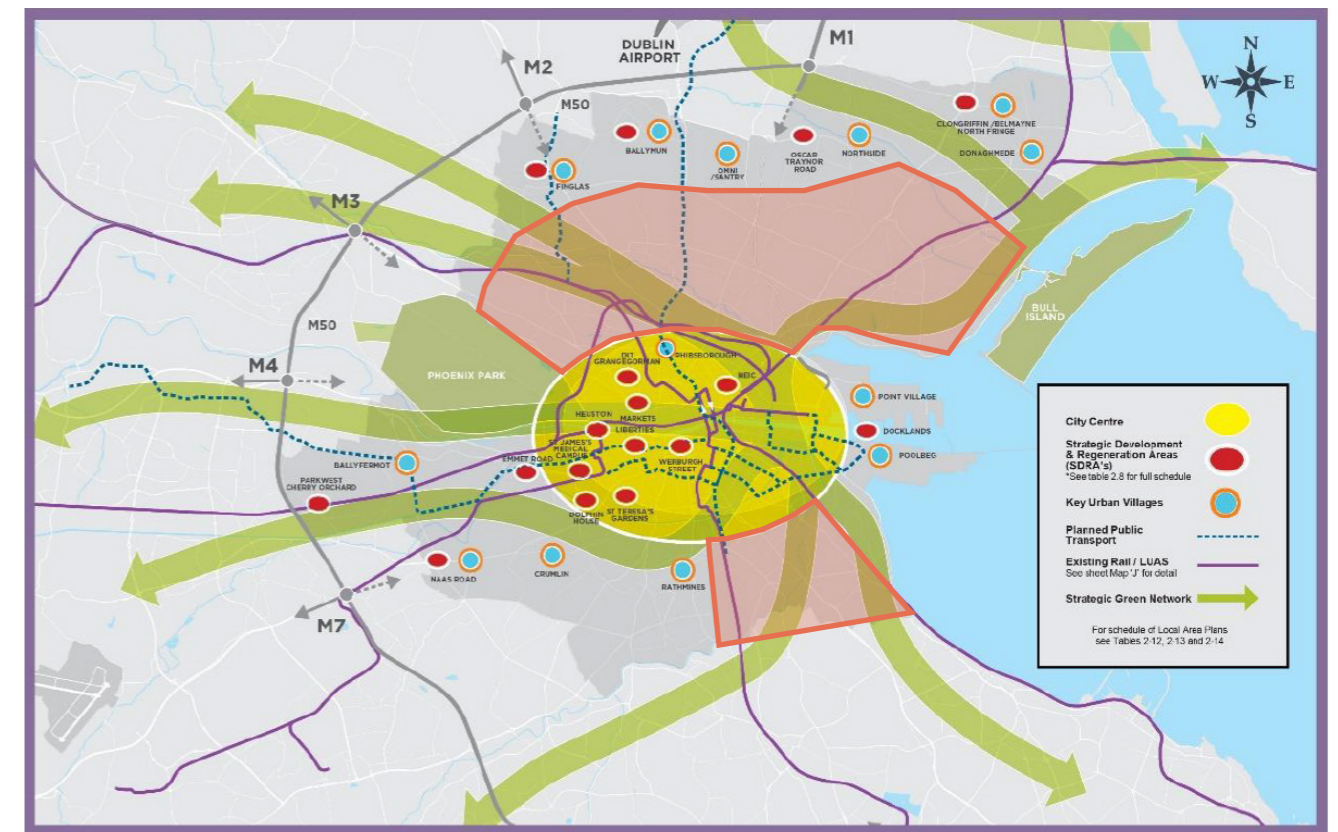 DUBLIN
AIRPORT
M1
M2
M50
N
W
E
S
CLONGRIFFIN /BELMAYNE
NORTH FRINGE
BALLYMUN
OSCAR
TRAYNOR
ROAD
NORTHSIDE
OMNI
/SANTRY
DONAGHMEDE
FINGLAS
M3
BULL
ISLAND
M50
M4
PHOENIX PARK
DIT
GRANGEGORMAN
PHIBSBOROUGH
NEIC
MARKETS
HEUSTON
LIBERTIES
POINT VILLAGE
DOCKLANDS
POOLBEG
ST JAMES'S
MEDICAL
CAMPUS
EMMET ROAD
WERBURGH
STREET
BALLYFERMOT
PARKWEST
CHERRY ORCHARD
DOLPHIN
HOUSE
ST TERESA'S
GARDENS
NAAS ROAD
CRUMLIN
RATHMINES
M7
City Centre
Strategic Development
& Regeneration Areas
(SDRA's)
*See table 2.8 for full schedule
Key Urban Villages
Planned Public
Transport
Existing Rail / LUAS
See sheet Map 'J' for detail
Strategic Green Network
For schedule of Local Area Plans
see Tables 2-12, 2-13 and 2-14